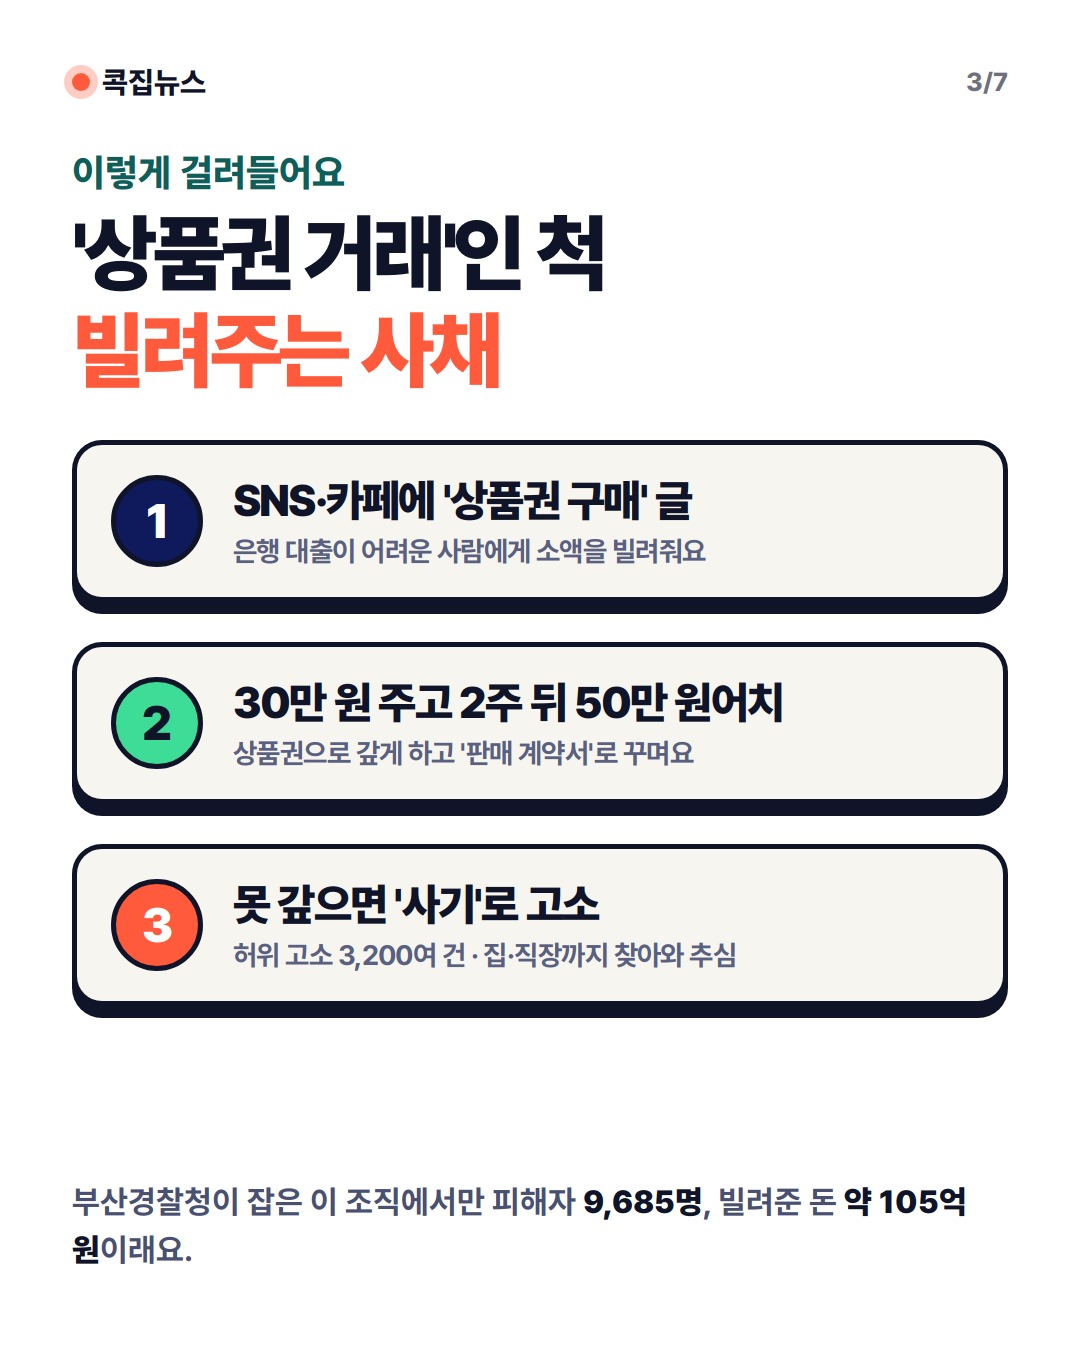 콕집뉴스
3/7
이렇게 걸려들어요
'상품권 거래'인 척
빌려주는 사채
1
SNS·카페에 '상품권 구매' 글
은행 대출이 어려운 사람에게 소액을 빌려줘요
2
30만 원 주고 2주 뒤 50만 원어치
상품권으로 갚게 하고 '판매 계약서'로 꾸며요
3
못 갚으면 '사기'로 고소
허위 고소 3,200여 건 · 집·직장까지 찾아와 추심
부산경찰청이 잡은 이 조직에서만 피해자 9,685명, 빌려준 돈 약 105억
원이래요.